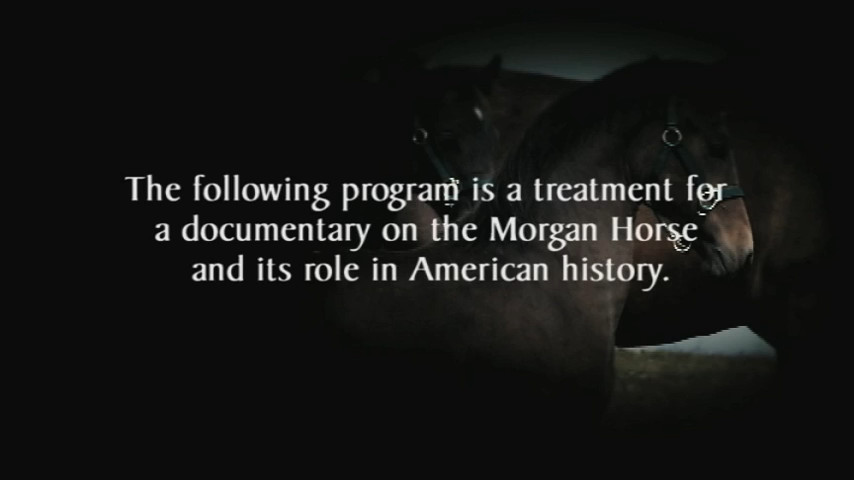 The following program is a treatment for
a documentary on the Morgan Horse
and its role in American history.